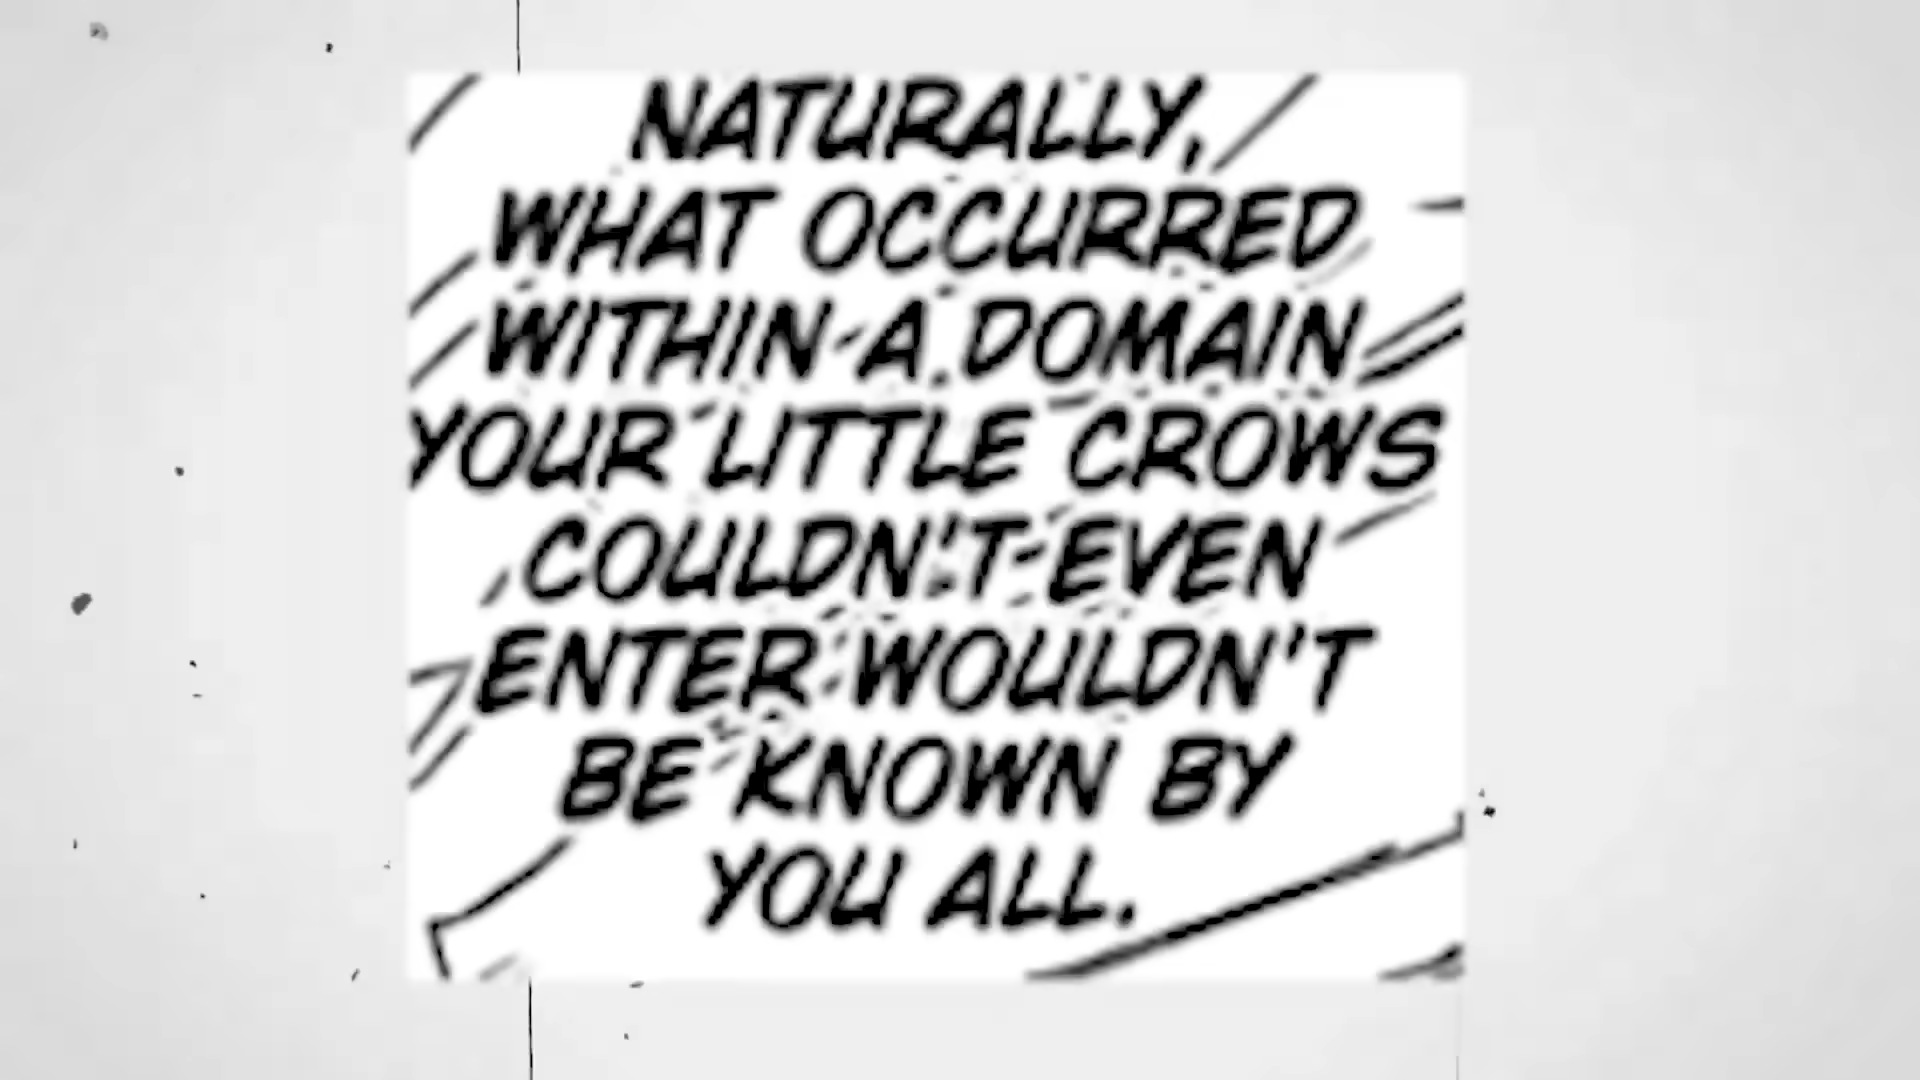 NATURALLY,
WHAT OCCURRED
WITHIN A DOMAIN
YOUR LITTLE CROWS
COULDN'T EVEN
ENTER WOULDN'T
BE KNOWN BY
YOU ALL.